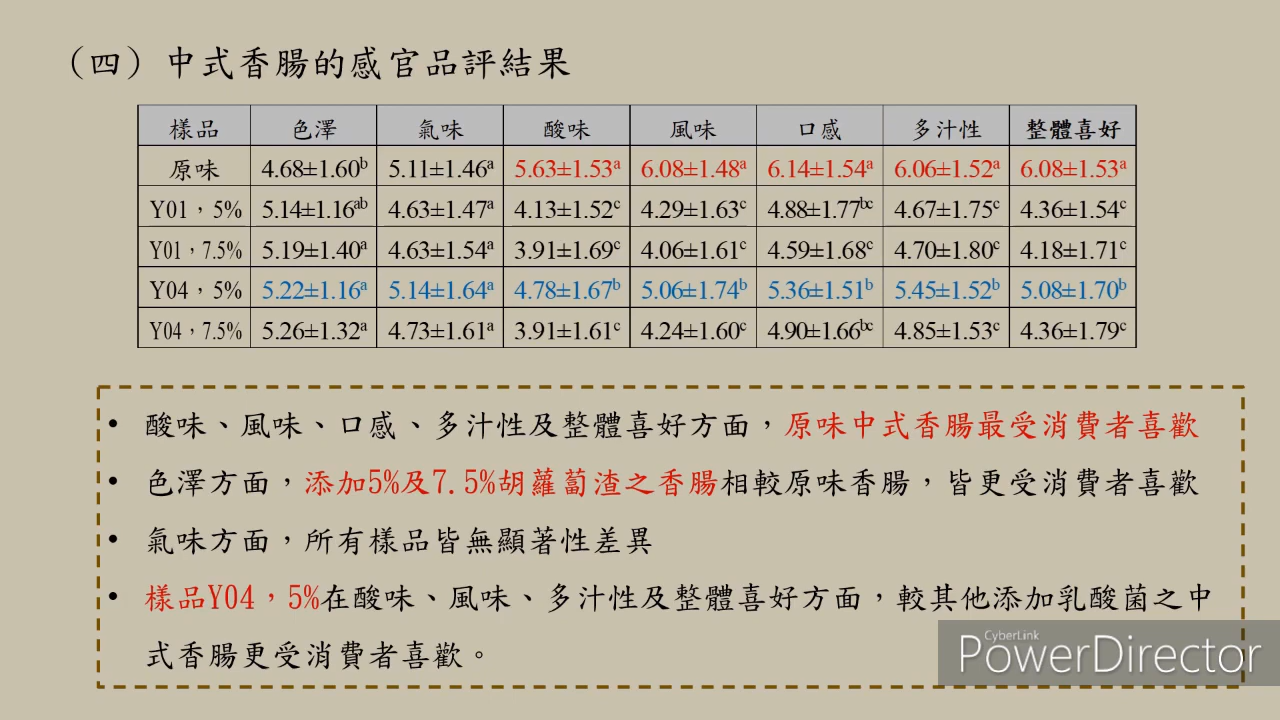 （四）中式香腸的感官品評結果
樣品 色澤 氣味 酸味 風味 口感 多汁性 整體喜好
原味 4.68±1.60ᵇ 5.11±1.46ᵃ 5.63±1.53ᵃ 6.08±1.48ᵃ 6.14±1.54ᵃ 6.06±1.52ᵃ 6.08±1.53ᵃ
Y01，5% 5.14±1.16ᵃᵇ 4.63±1.47ᵃ 4.13±1.52ᶜ 4.29±1.63ᶜ 4.88±1.77ᵇᶜ 4.67±1.75ᶜ 4.36±1.54ᶜ
Y01，7.5% 5.19±1.40ᵃ 4.63±1.54ᵃ 3.91±1.69ᶜ 4.06±1.61ᶜ 4.59±1.68ᶜ 4.70±1.80ᶜ 4.18±1.71ᶜ
Y04，5% 5.22±1.16ᵃ 5.14±1.64ᵃ 4.78±1.67ᵇ 5.06±1.74ᵇ 5.36±1.51ᵇ 5.45±1.52ᵇ 5.08±1.70ᵇ
Y04，7.5% 5.26±1.32ᵃ 4.73±1.61ᵃ 3.91±1.61ᶜ 4.24±1.60ᶜ 4.90±1.66ᵇᶜ 4.85±1.53ᶜ 4.36±1.79ᶜ
• 酸味、風味、口感、多汁性及整體喜好方面，原味中式香腸最受消費者喜歡
• 色澤方面，添加5%及7.5%胡蘿蔔渣之香腸相較原味香腸，皆更受消費者喜歡
• 氣味方面，所有樣品皆無顯著性差異
• 樣品Y04，5%在酸味、風味、多汁性及整體喜好方面，較其他添加乳酸菌之中
式香腸更受消費者喜歡。
CyberLink
PowerDirector